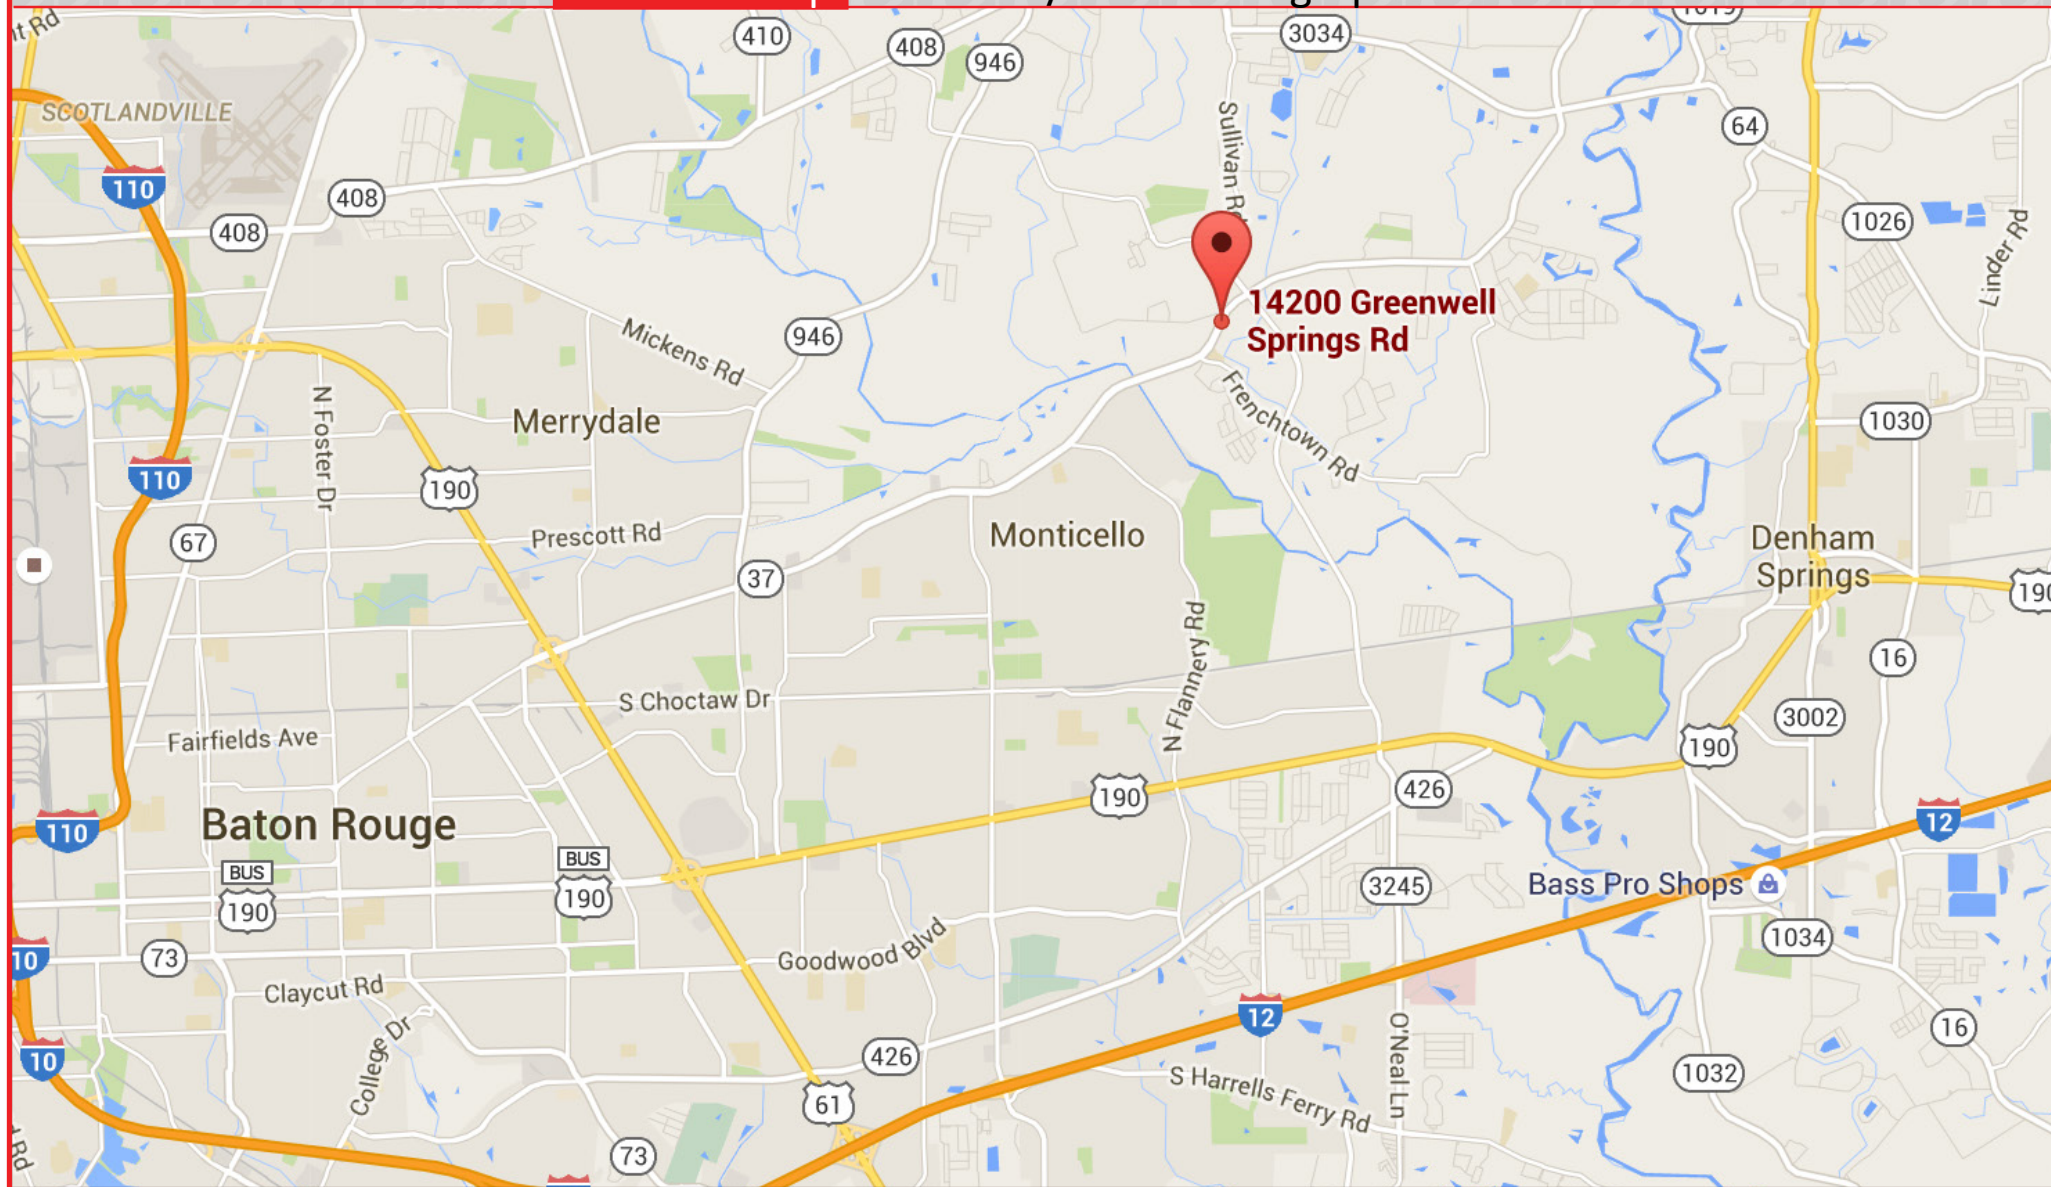 410
408
946
3034
SCOTLANDVILLE
64
110
408
408
Sullivan Rd
1026
Linder Rd
14200 Greenwell
Springs Rd
Mickens Rd
946
N Foster Dr
Merrydale
Frenchtown Rd
1030
110
190
67
Prescott Rd
Monticello
Denham
Springs
37
190
N Flannery Rd
16
S Choctaw Dr
3002
Fairfields Ave
190
190
426
Baton Rouge
110
12
BUS
190
BUS
190
3245
Bass Pro Shops
73
10
Goodwood Blvd
1034
Claycut Rd
12
16
College Dr
10
426
O'Neal Ln
1032
S Harrells Ferry Rd
61
73